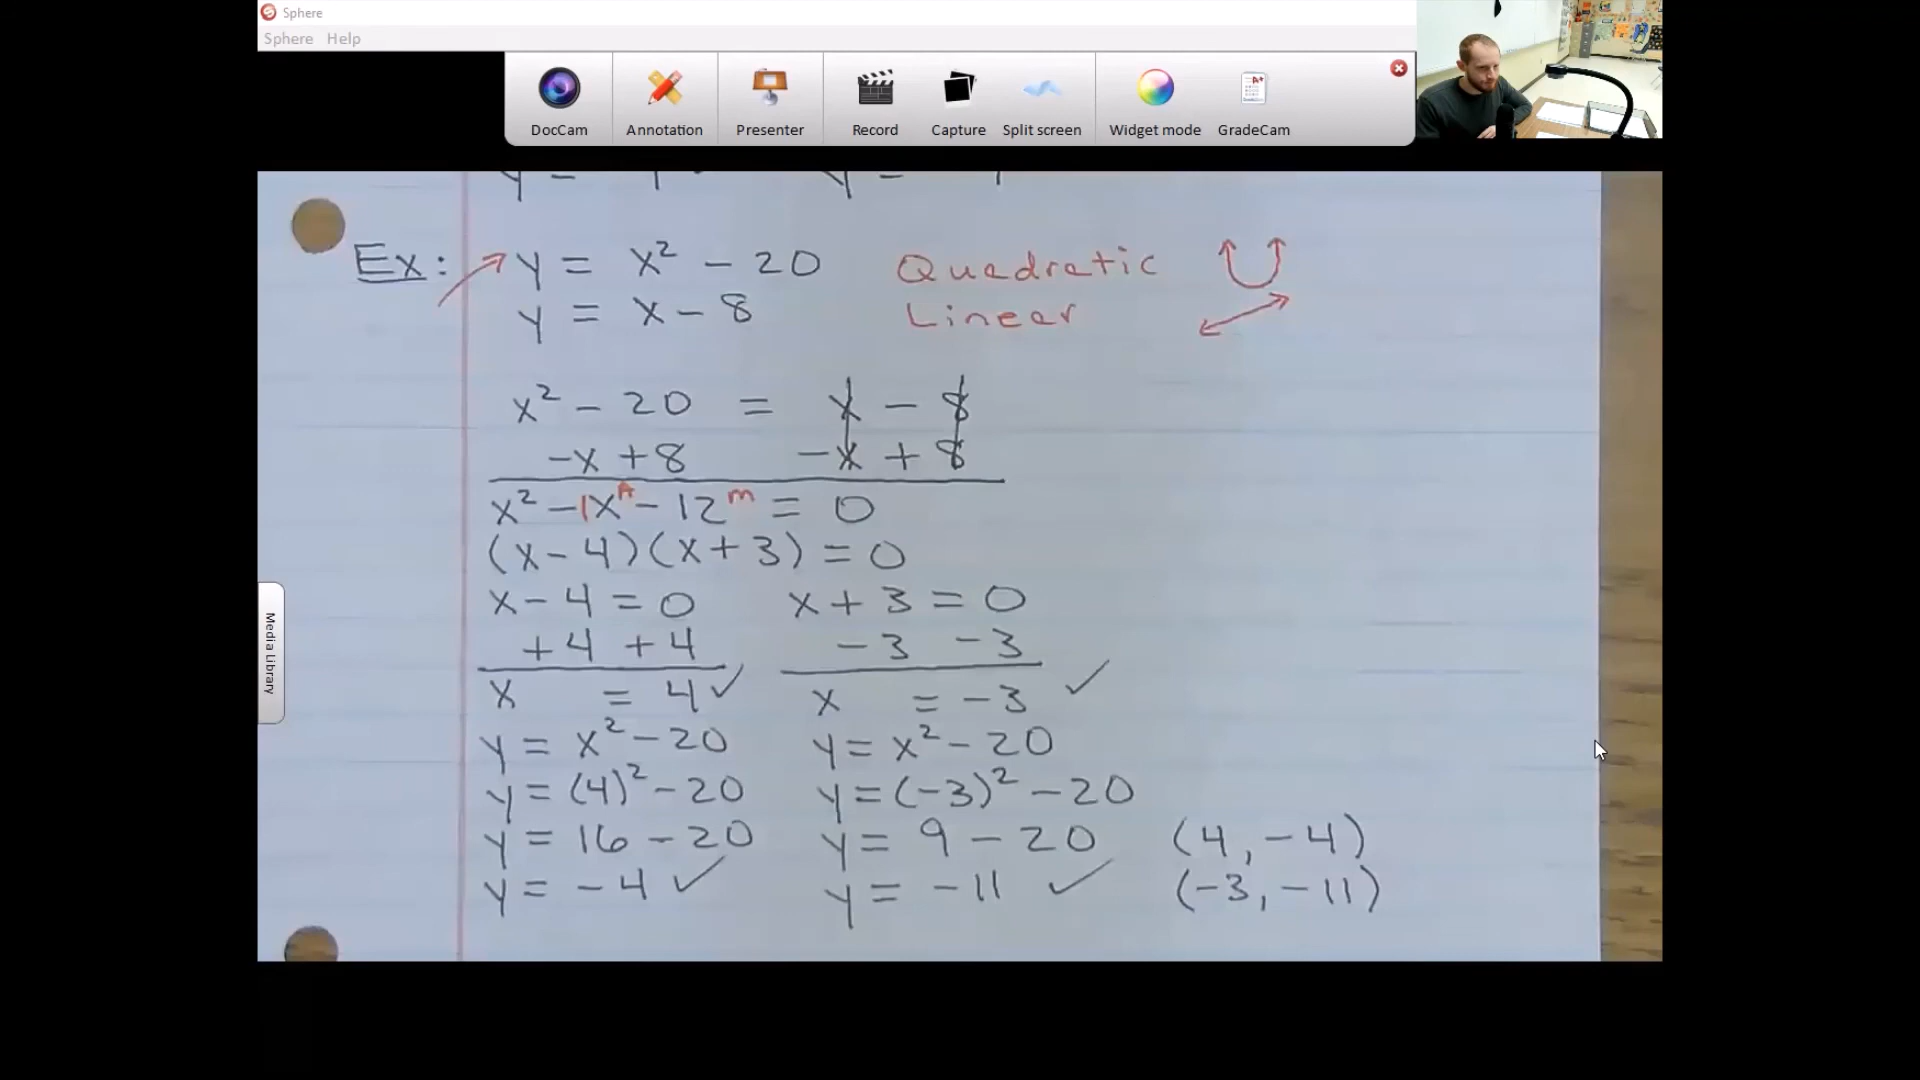 Sphere
Sphere Help
DocCam Annotation Presenter Record Capture Split screen Widget mode GradeCam
Media Library
Ex: y = x² - 20 Quadratic
y = x - 8 Linear
x² - 20 = x - 8
-x + 8 -x + 8
x² - 1x ᴬ - 12 ᵐ = 0
(x - 4)(x + 3) = 0
x - 4 = 0 x + 3 = 0
+4 +4 -3 -3
x = 4 ✓ x = -3 ✓
y = x² - 20 y = x² - 20
y = (4)² - 20 y = (-3)² - 20
y = 16 - 20 y = 9 - 20 (4, -4)
y = -4 ✓ y = -11 ✓ (-3, -11)